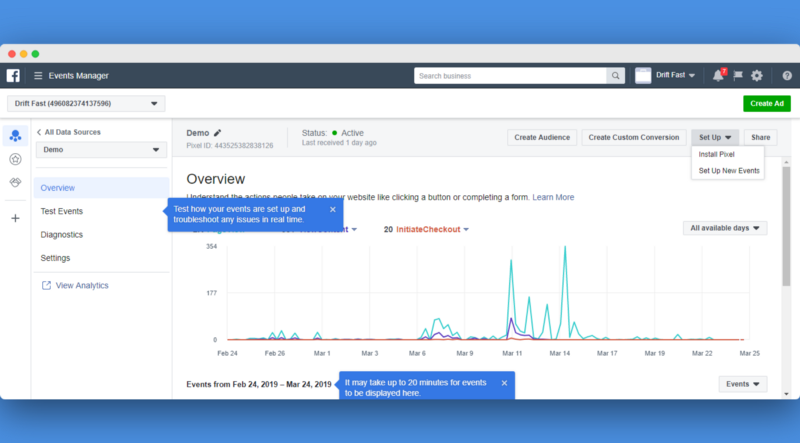 f
Events Manager
Search business
Drift Fast
7
Drift Fast (496082374137596)
Create Ad
All Data Sources
Demo
Overview
Test Events
Diagnostics
Settings
View Analytics
Demo
Pixel ID: 443525382838126
Status: Active
Last received 1 day ago
Create Audience
Create Custom Conversion
Set Up
Share
Install Pixel
Set Up New Events
Overview
Understand the actions people take on your website like clicking a button or completing a form. Learn More
Test how your events are set up and
troubleshoot any issues in real time.
20 InitiateCheckout
All available days
354
177
0
Feb 24
Feb 26
Mar 1
Mar 3
Mar 6
Mar 9
Mar 11
Mar 14
Mar 17
Mar 19
Mar 22
Mar 25
Events from Feb 24, 2019 – Mar 24, 2019
It may take up to 20 minutes for events
to be displayed here.
Events